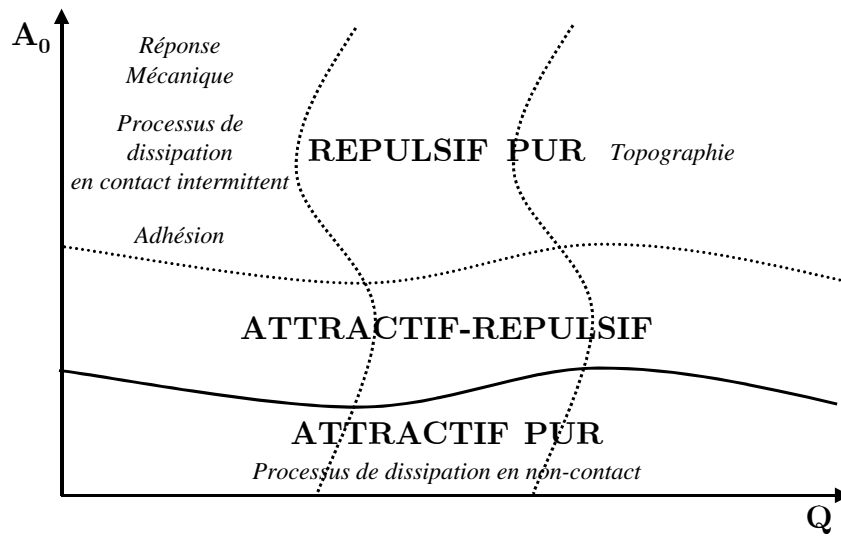 A0
Réponse
Mécanique
Processus de
dissipation
en contact intermittent
REPULSIF PUR
Topographie
Adhésion
ATTRACTIF-REPULSIF
ATTRACTIF PUR
Processus de dissipation en non-contact
Q